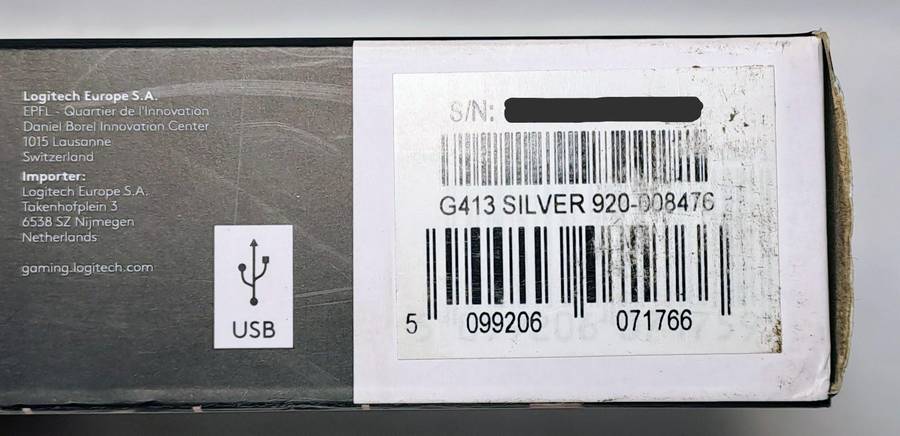 Logitech Europe S.A.
EPFL - Quartier de l'Innovation
Daniel Borel Innovation Center
1015 Lausanne
Switzerland
Importer:
Logitech Europe S.A.
Takenhofplein 3
6538 SZ Nijmegen
Netherlands
gaming.logitech.com
USB
S/N:
G413 SILVER 920-008476
5 099206 071766